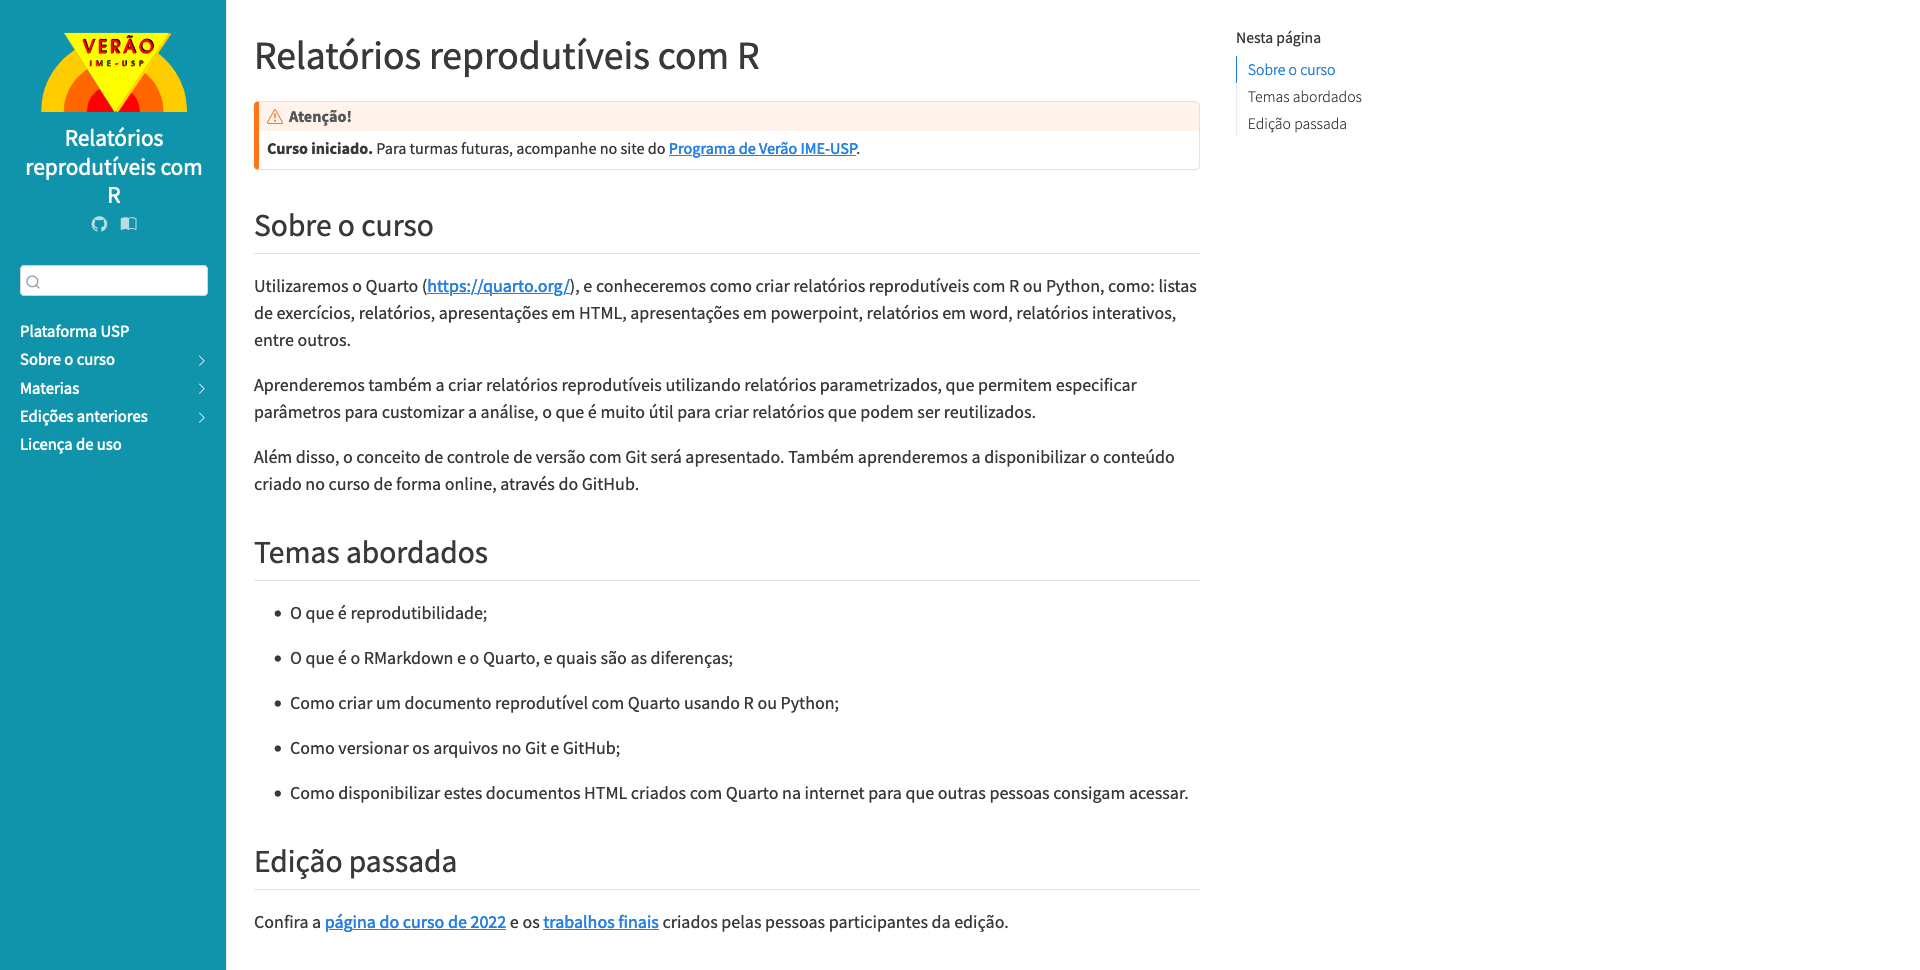 VERÃO
IME-USP
Relatórios
reprodutíveis com
R
Plataforma USP
Sobre o curso
Materias
Edições anteriores
Licença de uso
Relatórios reprodutíveis com R
Atenção!
Curso iniciado. Para turmas futuras, acompanhe no site do Programa de Verão IME-USP.
Sobre o curso
Utilizaremos o Quarto (https://quarto.org/), e conheceremos como criar relatórios reprodutíveis com R ou Python, como: listas
de exercícios, relatórios, apresentações em HTML, apresentações em powerpoint, relatórios em word, relatórios interativos,
entre outros.
Aprenderemos também a criar relatórios reprodutíveis utilizando relatórios parametrizados, que permitem especificar
parâmetros para customizar a análise, o que é muito útil para criar relatórios que podem ser reutilizados.
Além disso, o conceito de controle de versão com Git será apresentado. Também aprenderemos a disponibilizar o conteúdo
criado no curso de forma online, através do GitHub.
Temas abordados
• O que é reprodutibilidade;
• O que é o RMarkdown e o Quarto, e quais são as diferenças;
• Como criar um documento reprodutível com Quarto usando R ou Python;
• Como versionar os arquivos no Git e GitHub;
• Como disponibilizar estes documentos HTML criados com Quarto na internet para que outras pessoas consigam acessar.
Edição passada
Confira a página do curso de 2022 e os trabalhos finais criados pelas pessoas participantes da edição.
Nesta página
Sobre o curso
Temas abordados
Edição passada